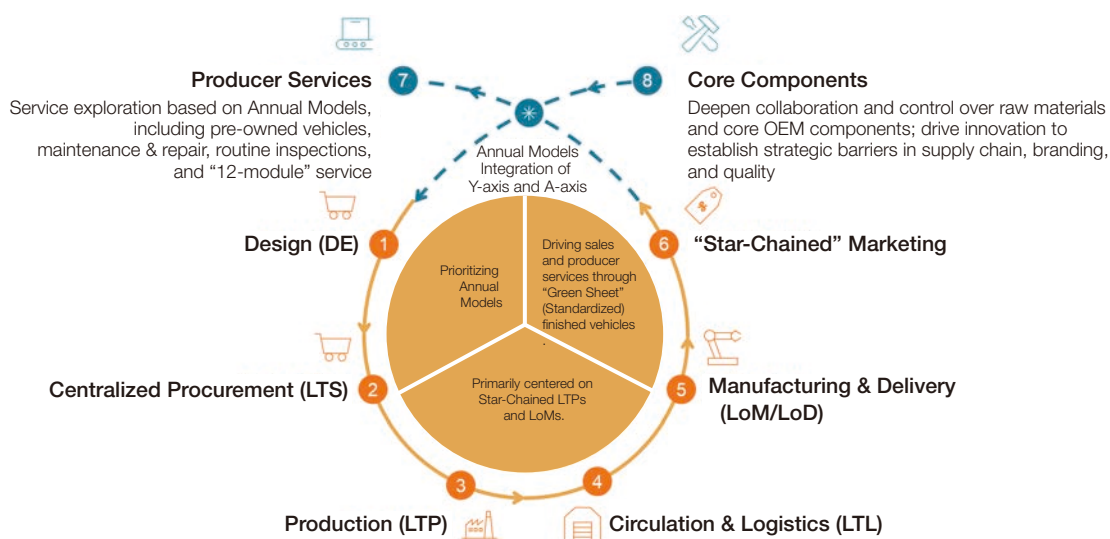 Producer Services
7
8
Core Components
Service exploration based on Annual Models,
including pre-owned vehicles,
maintenance & repair, routine inspections,
and “12-module” service
Deepen collaboration and control over raw materials
and core OEM components; drive innovation to
establish strategic barriers in supply chain, branding,
and quality
Annual Models
Integration of
Y-axis and A-axis
Design (DE)
1
6
“Star-Chained” Marketing
Prioritizing
Annual
Models
Driving sales
and producer
services through
“Green Sheet”
(Standardized)
finished vehicles
.
Centralized Procurement (LTS)
2
5
Manufacturing & Delivery
(LoM/LoD)
Primarily centered on
Star-Chained LTPs
and LoMs.
3
4
Production (LTP)
Circulation & Logistics (LTL)